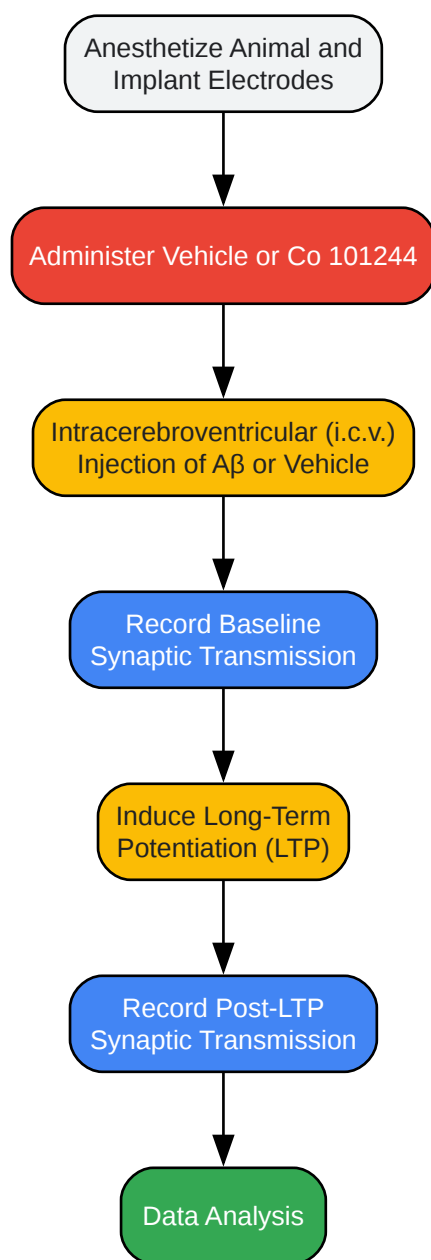 Anesthetize Animal and
Implant Electrodes
Administer Vehicle or Co 101244
Intracerebroventricular (i.c.v.)
Injection of Aβ or Vehicle
Record Baseline
Synaptic Transmission
Induce Long-Term
Potentiation (LTP)
Record Post-LTP
Synaptic Transmission
Data Analysis